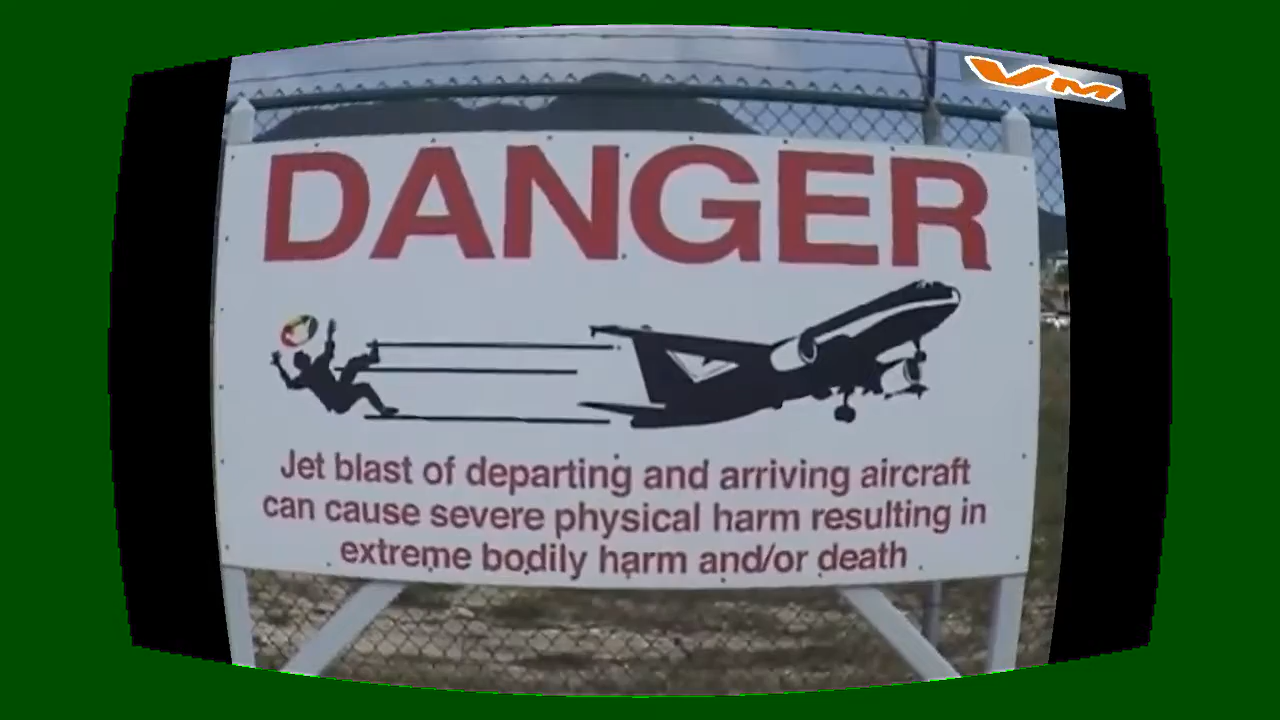 VM
DANGER
Jet blast of departing and arriving aircraft
can cause severe physical harm resulting in
extreme bodily harm and/or death